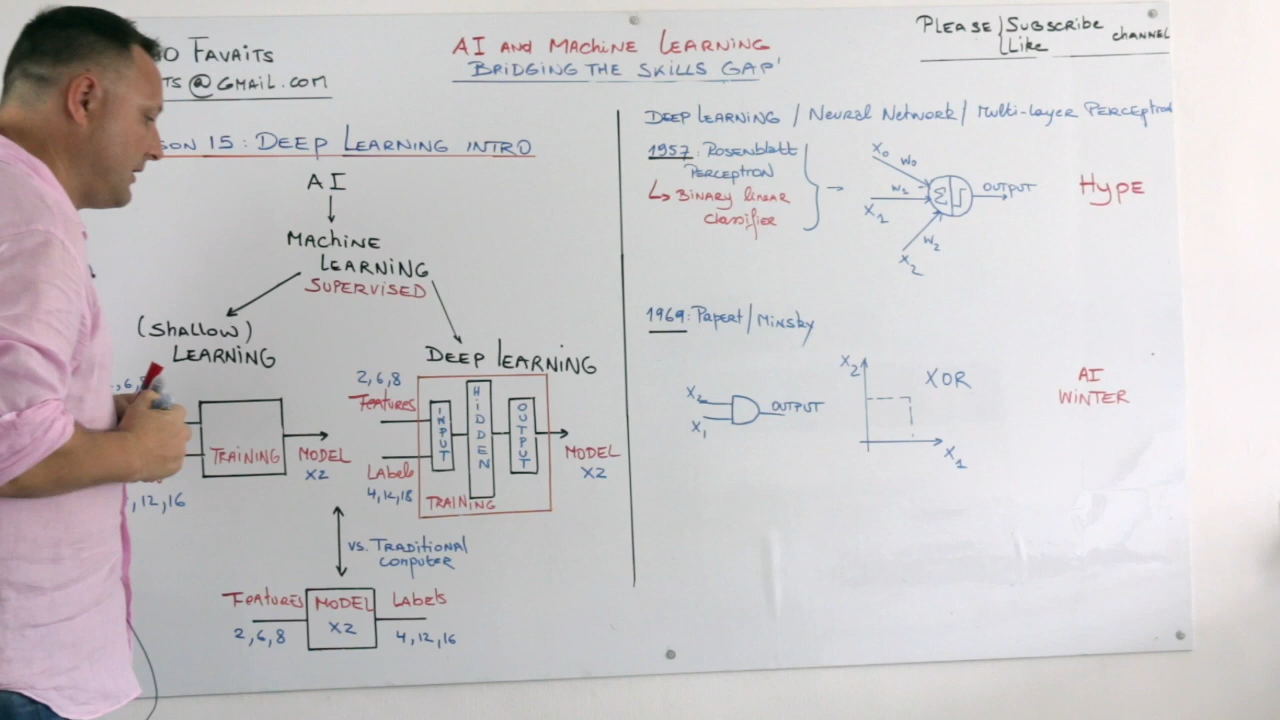 FAVAITS
TS@GMAIL.COM
AI AND MACHINE LEARNING
'BRIDGING THE SKILLS GAP'
PLEASE SUBSCRIBE
LIKE
CHANNEL
SON 15: DEEP LEARNING INTRO
AI
MACHINE
LEARNING
SUPERVISED
(SHALLOW)
LEARNING
DEEP LEARNING
TRAINING
MODEL
X2
, 12, 16
2, 6, 8
FEATURES
LABELS
4, 12, 18
INPUT
HIDDEN
OUTPUT
TRAINING
MODEL
X2
VS. TRADITIONAL
COMPUTER
FEATURES
2, 6, 8
MODEL
X2
LABELS
4, 12, 16
DEEP LEARNING / NEURAL NETWORK / MULTI-LAYER PERCEPTION
1957: ROSENBLATT
PERCEPTION
↳ BINARY LINEAR
CLASSIFIER
X0
W0
W1
X1
W2
X2
Σ
OUTPUT
HYPE
1969: PAPERT / MINSKY
X2
X1
OUTPUT
X2
XOR
X1
AI
WINTER